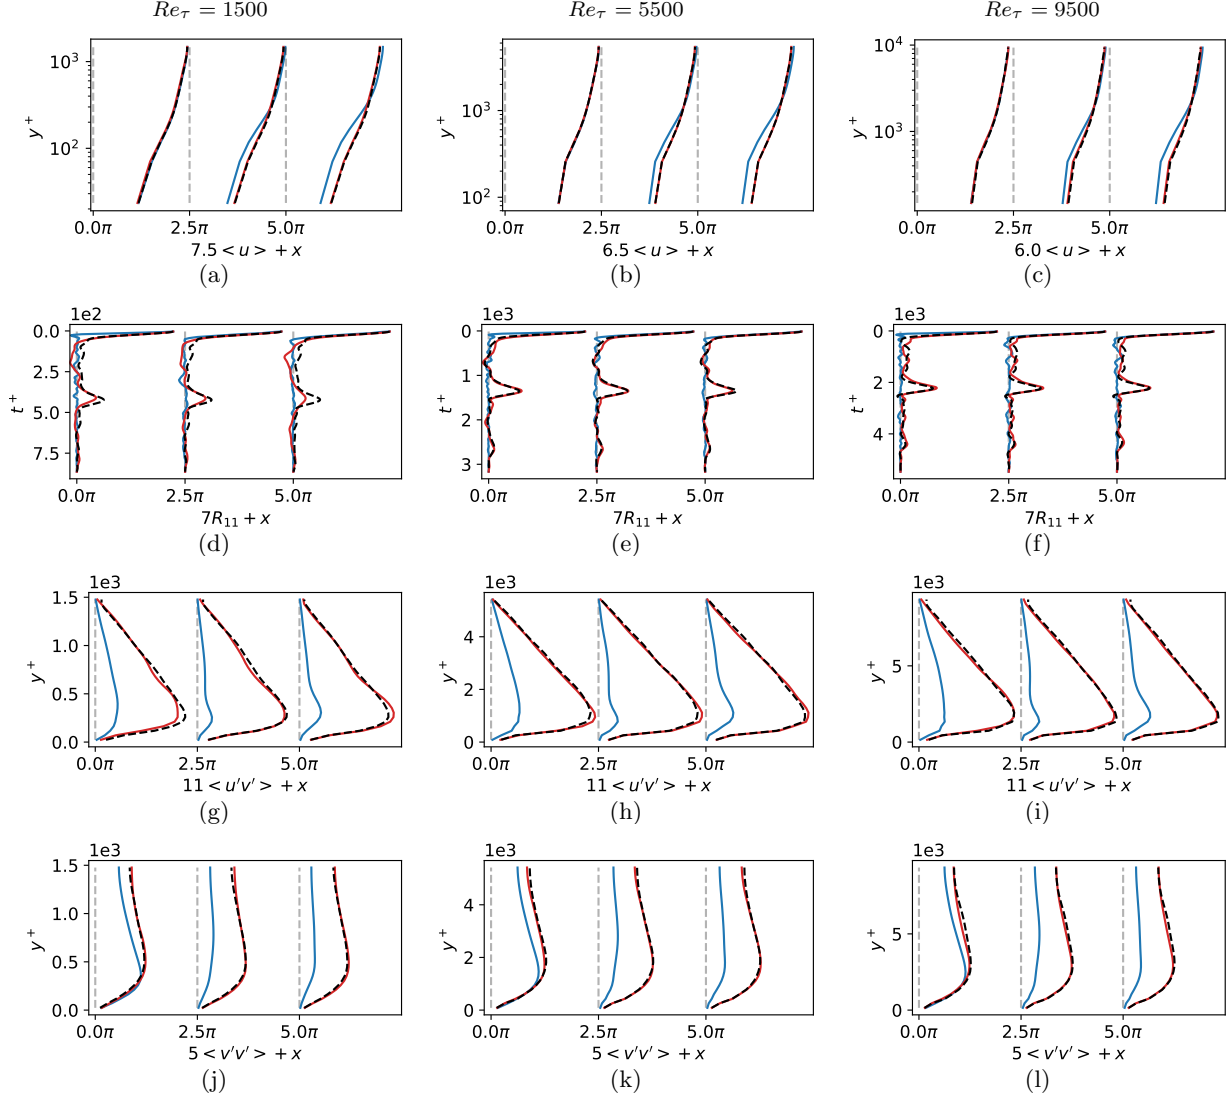 Re_τ = 1500 Re_τ = 5500 Re_τ = 9500
10³
10²
y⁺
0.0π 2.5π 5.0π
7.5 < u > + x
(a)
10³
10²
y⁺
0.0π 2.5π 5.0π
6.5 < u > + x
(b)
10⁴
10³
y⁺
0.0π 2.5π 5.0π
6.0 < u > + x
(c)
1e2
0.0
2.5
5.0
7.5
t⁺
0.0π 2.5π 5.0π
7R₁₁ + x
(d)
1e3
0
1
2
3
t⁺
0.0π 2.5π 5.0π
7R₁₁ + x
(e)
1e3
0
2
4
t⁺
0.0π 2.5π 5.0π
7R₁₁ + x
(f)
1e3
1.5
1.0
0.5
0.0
y⁺
0.0π 2.5π 5.0π
11 < u′v′ > + x
(g)
1e3
4
2
0
y⁺
0.0π 2.5π 5.0π
11 < u′v′ > + x
(h)
1e3
5
0
y⁺
0.0π 2.5π 5.0π
11 < u′v′ > + x
(i)
1e3
1.5
1.0
0.5
0.0
y⁺
0.0π 2.5π 5.0π
5 < v′v′ > + x
(j)
1e3
4
2
0
y⁺
0.0π 2.5π 5.0π
5 < v′v′ > + x
(k)
1e3
5
0
y⁺
0.0π 2.5π 5.0π
5 < v′v′ > + x
(l)